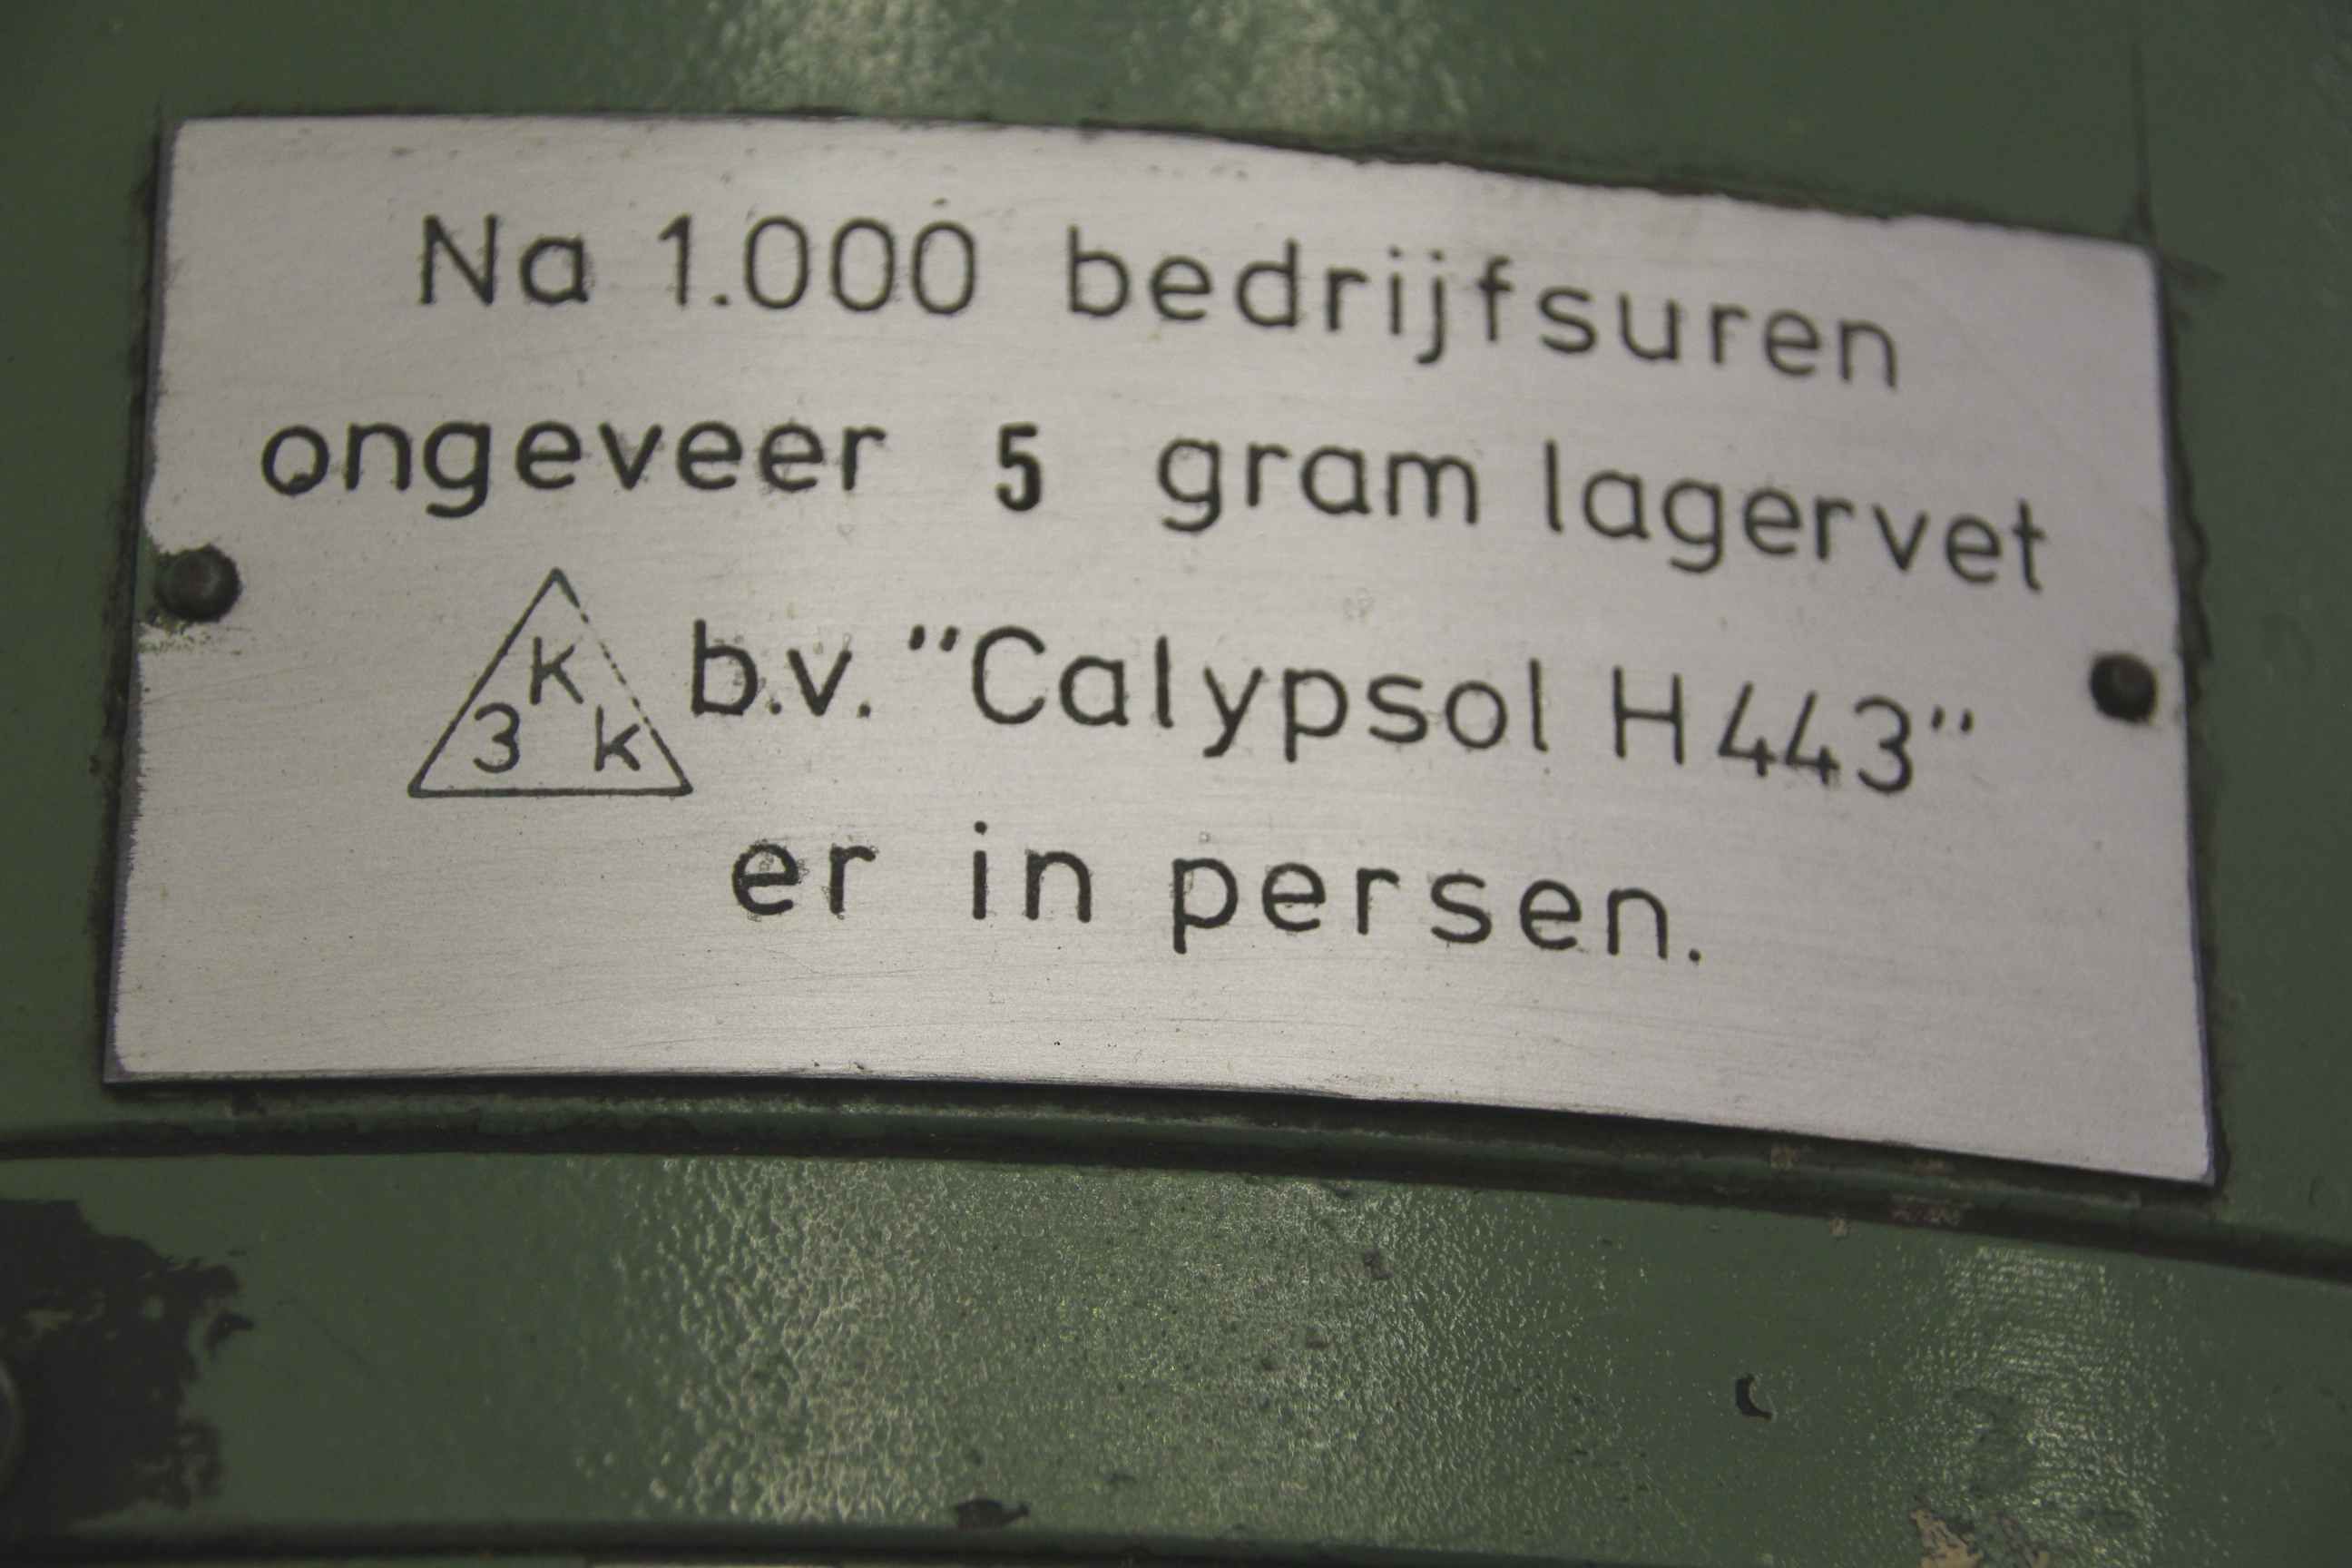 Na 1.000 bedrijfsuren
ongeveer 5 gram lagervet
K
3 k
b.v. "Calypsol H443"
er in persen.